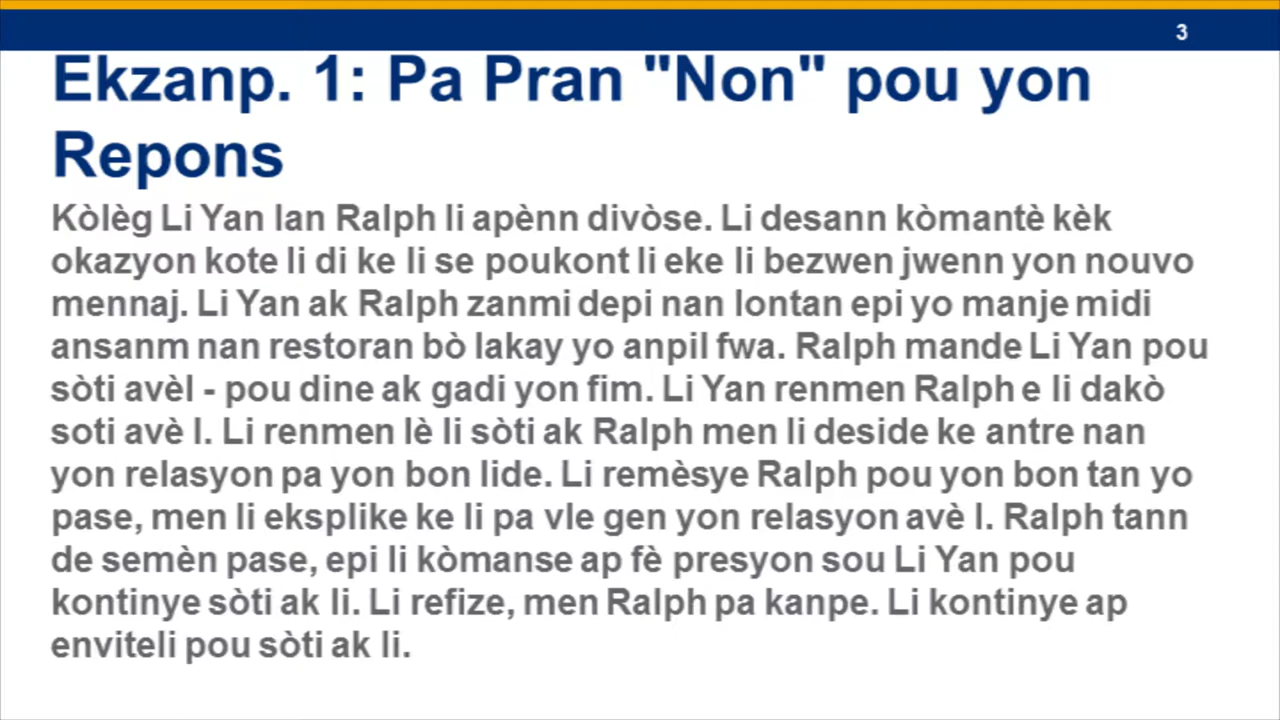 3
Ekzanp. 1: Pa Pran "Non" pou yon
Repons
Kòlèg Li Yan lan Ralph li apènn divòse. Li desann kòmantè kèk
okazyon kote li di ke li se poukont li eke li bezwen jwenn yon nouvo
mennaj. Li Yan ak Ralph zanmi depi nan lontan epi yo manje midi
ansanm nan restoran bò lakay yo anpil fwa. Ralph mande Li Yan pou
sòti avèl - pou dine ak gadi yon fim. Li Yan renmen Ralph e li dakò
soti avè l. Li renmen lè li sòti ak Ralph men li deside ke antre nan
yon relasyon pa yon bon lide. Li remèsye Ralph pou yon bon tan yo
pase, men li eksplike ke li pa vle gen yon relasyon avè l. Ralph tann
de semèn pase, epi li kòmanse ap fè presyon sou Li Yan pou
kontinye sòti ak li. Li refize, men Ralph pa kanpe. Li kontinye ap
enviteli pou sòti ak li.